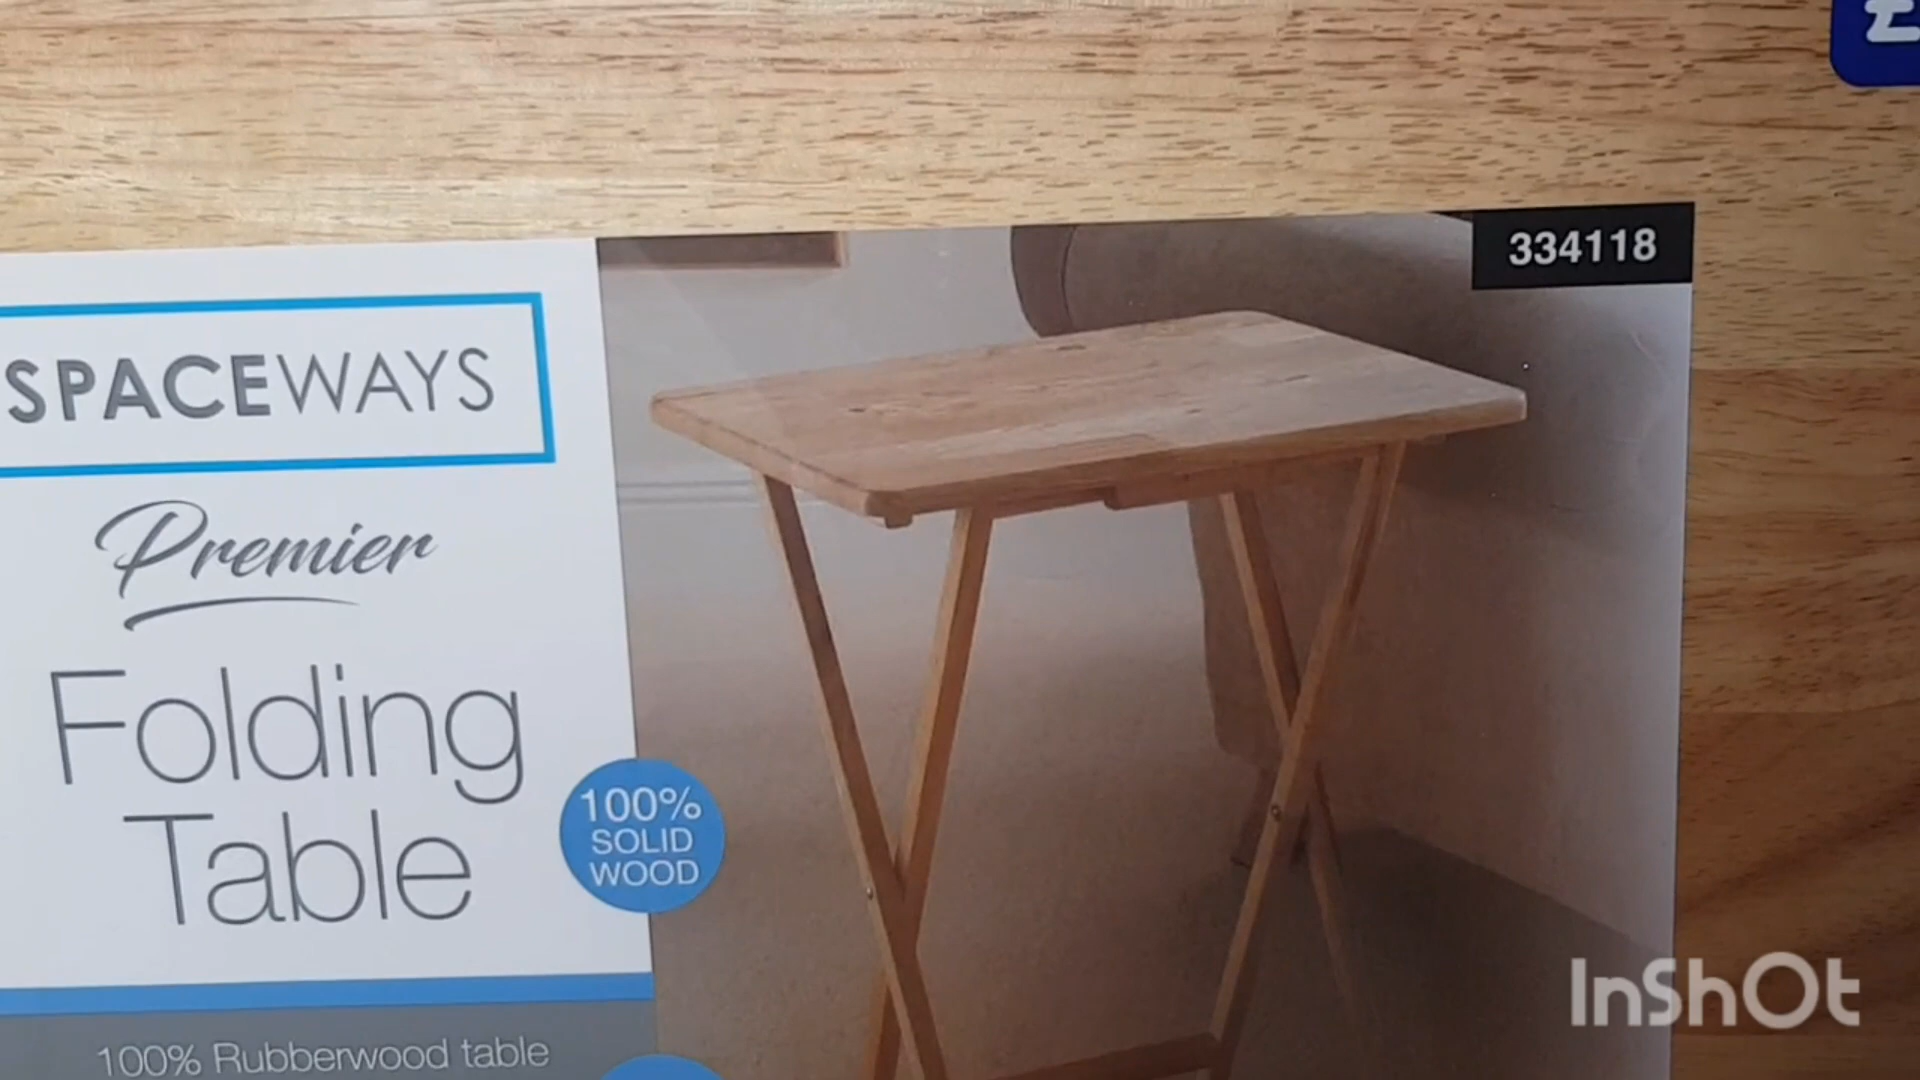 £
334118
SPACEWAYS
Premier
Folding
Table
100%
SOLID
WOOD
100% Rubberwood table
InShOt